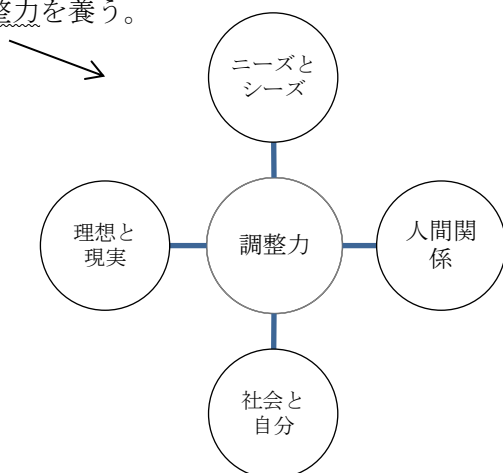 整力を養う。
ニーズと
シーズ
理想と
現実
調整力
人間関
係
社会と
自分